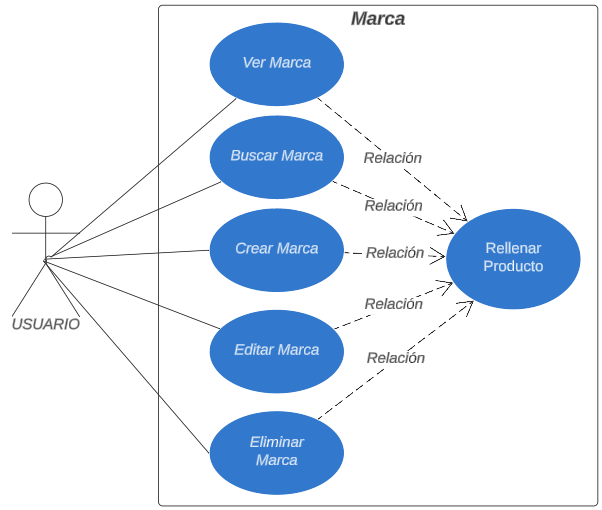 Marca
Ver Marca
Buscar Marca
Crear Marca
Editar Marca
Eliminar
Marca
Relación
Relación
Relación
Relación
Relación
Rellenar
Producto
USUARIO